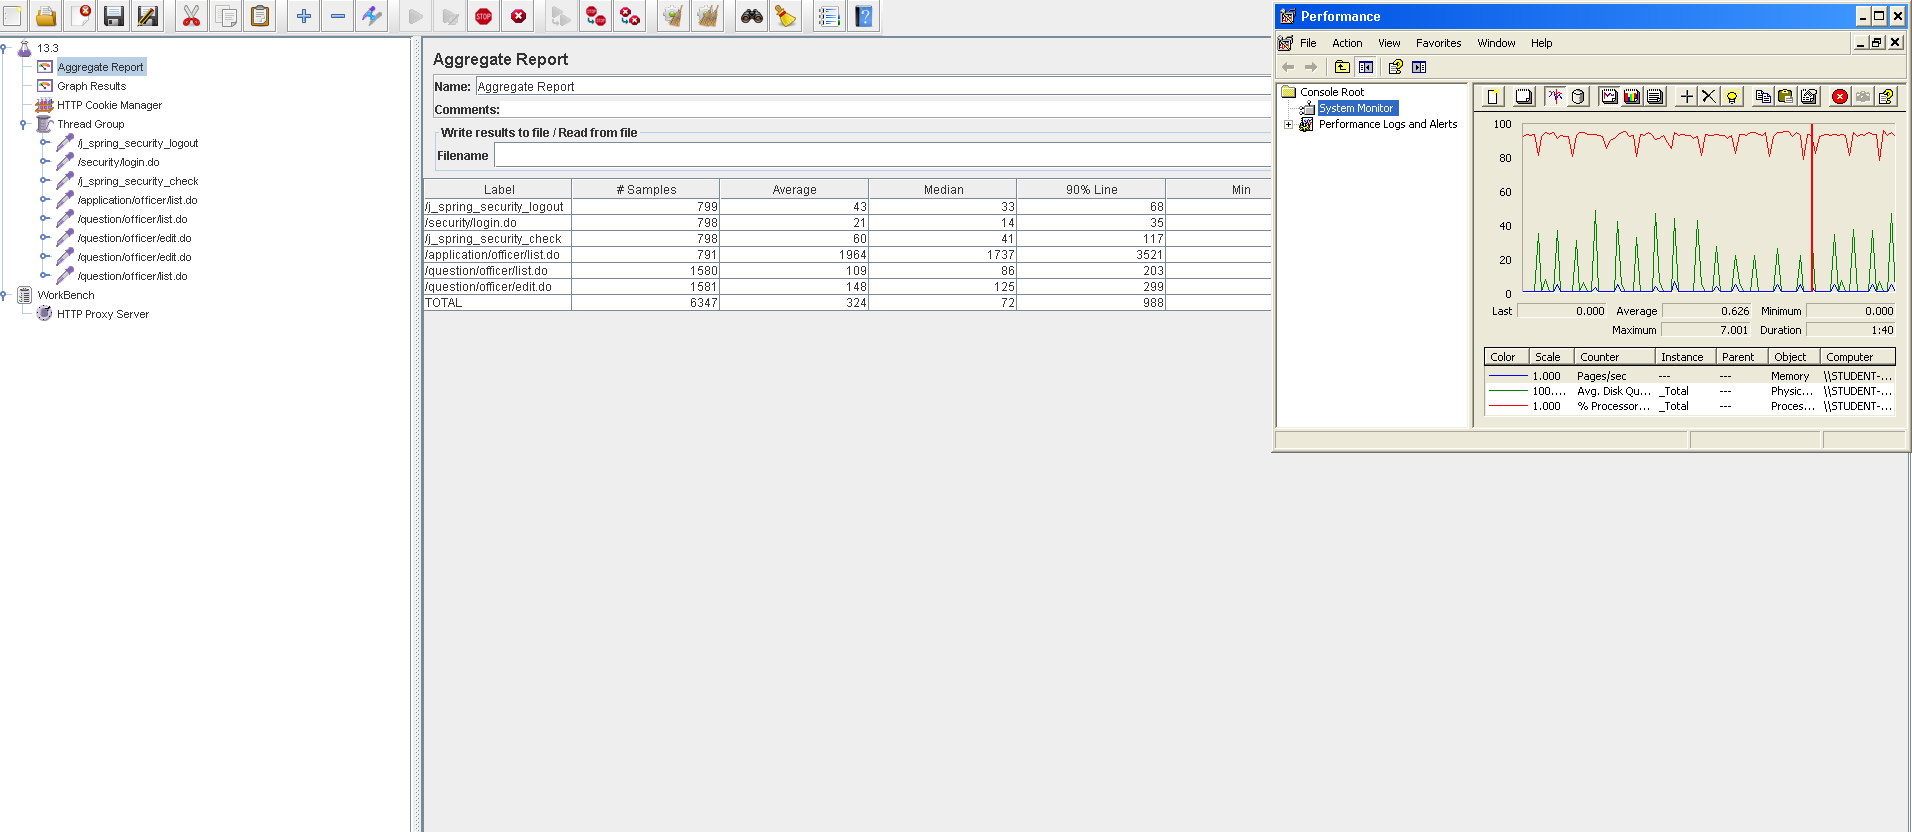 13.3
Aggregate Report
Graph Results
HTTP Cookie Manager
Thread Group
/j_spring_security_logout
/security/login.do
/j_spring_security_check
/application/officer/list.do
/question/officer/list.do
/question/officer/edit.do
/question/officer/edit.do
/question/officer/list.do
WorkBench
HTTP Proxy Server
STOP
Aggregate Report
Name: Aggregate Report
Comments:
Write results to file / Read from file
Filename
Label # Samples Average Median 90% Line Min
/j_spring_security_logout 799 43 33 68
/security/login.do 798 21 14 35
/j_spring_security_check 798 60 41 117
/application/officer/list.do 791 1964 1737 3521
/question/officer/list.do 1580 109 86 203
/question/officer/edit.do 1581 148 125 299
TOTAL 6347 324 72 988
Performance
File Action View Favorites Window Help
Console Root
System Monitor
Performance Logs and Alerts
100
80
60
40
20
0
Last 0.000 Average 0.626 Minimum 0.000
Maximum 7.001 Duration 1:40
Color Scale Counter Instance Parent Object Computer
1.000 Pages/sec --- --- Memory \\STUDENT-...
100.... Avg. Disk Qu... _Total --- Physic... \\STUDENT-...
1.000 % Processor... _Total --- Proces... \\STUDENT-...